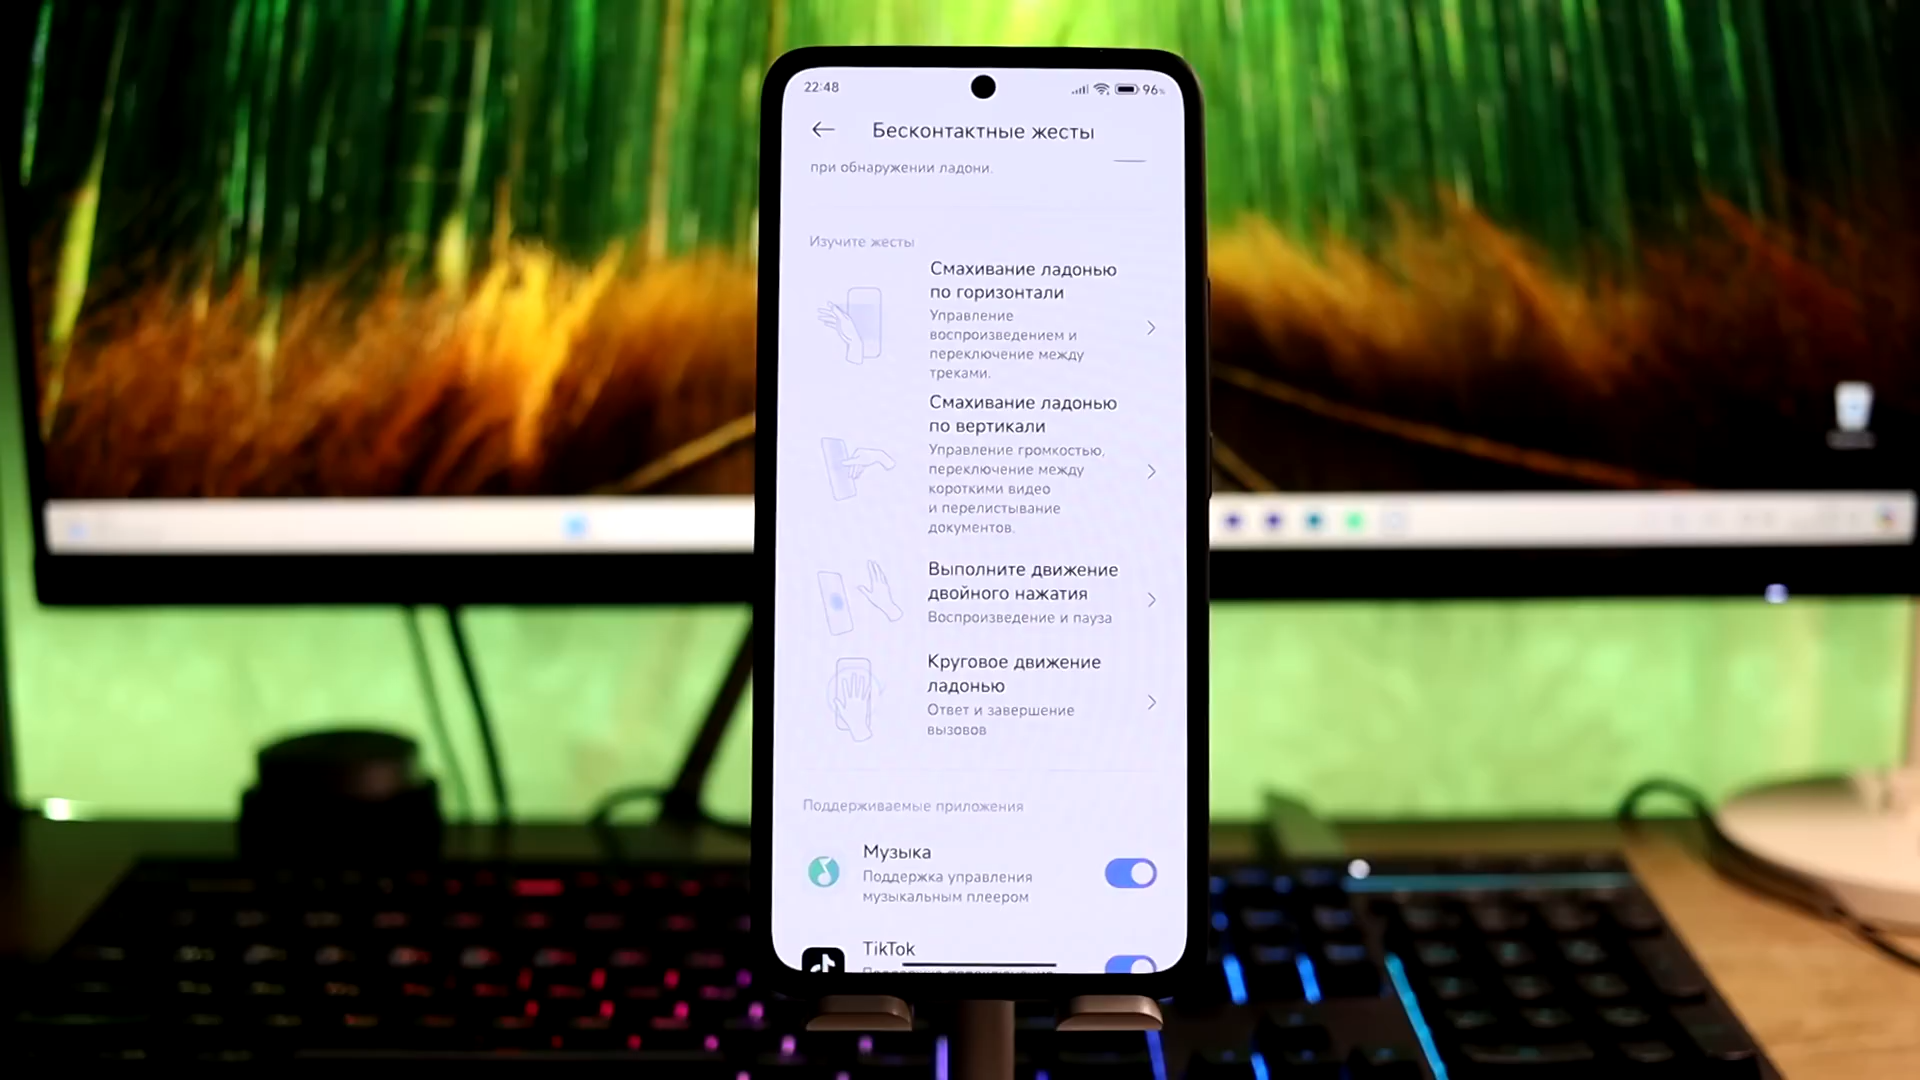 22:48
96%
Бесконтактные жесты
при обнаружении ладони.
Изучите жесты
Смахивание ладонью
по горизонтали
Управление
воспроизведением и
переключение между
треками.
Смахивание ладонью
по вертикали
Управление громкостью,
переключение между
короткими видео
и перелистывание
документов.
Выполните движение
двойного нажатия
Воспроизведение и пауза
Круговое движение
ладонью
Ответ и завершение
вызовов
Поддерживаемые приложения
Музыка
Поддержка управления
музыкальным плеером
TikTok